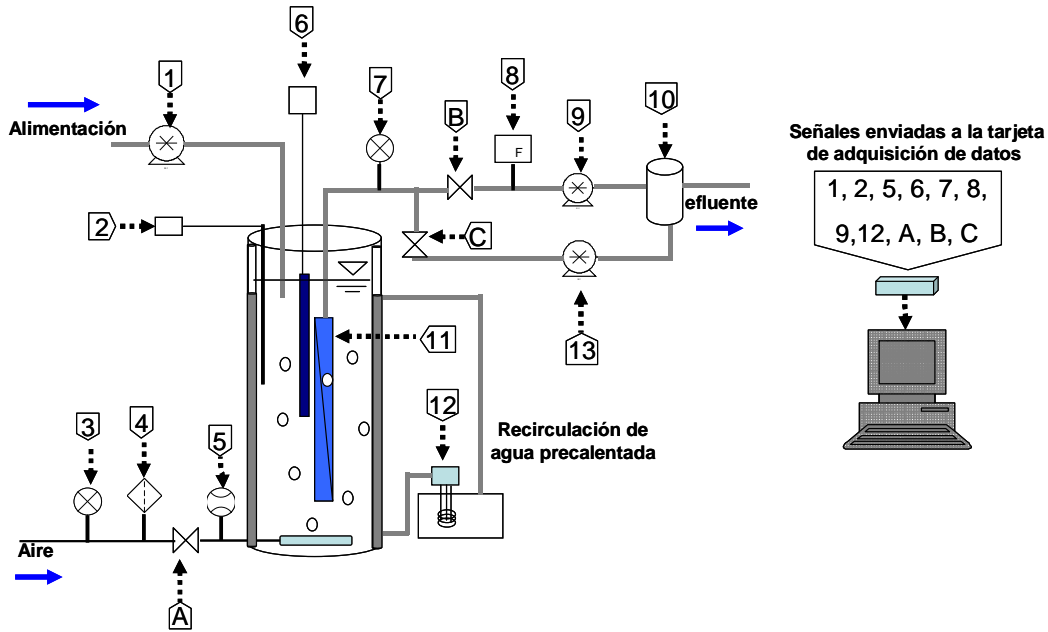 6
1
7
8
9
10
B
Alimentación
F
Señales enviadas a la tarjeta
de adquisición de datos
1, 2, 5, 6, 7, 8,
9,12, A, B, C
efluente
2
C
11
13
12
3
4
5
Recirculación de
agua precalentada
Aire
A